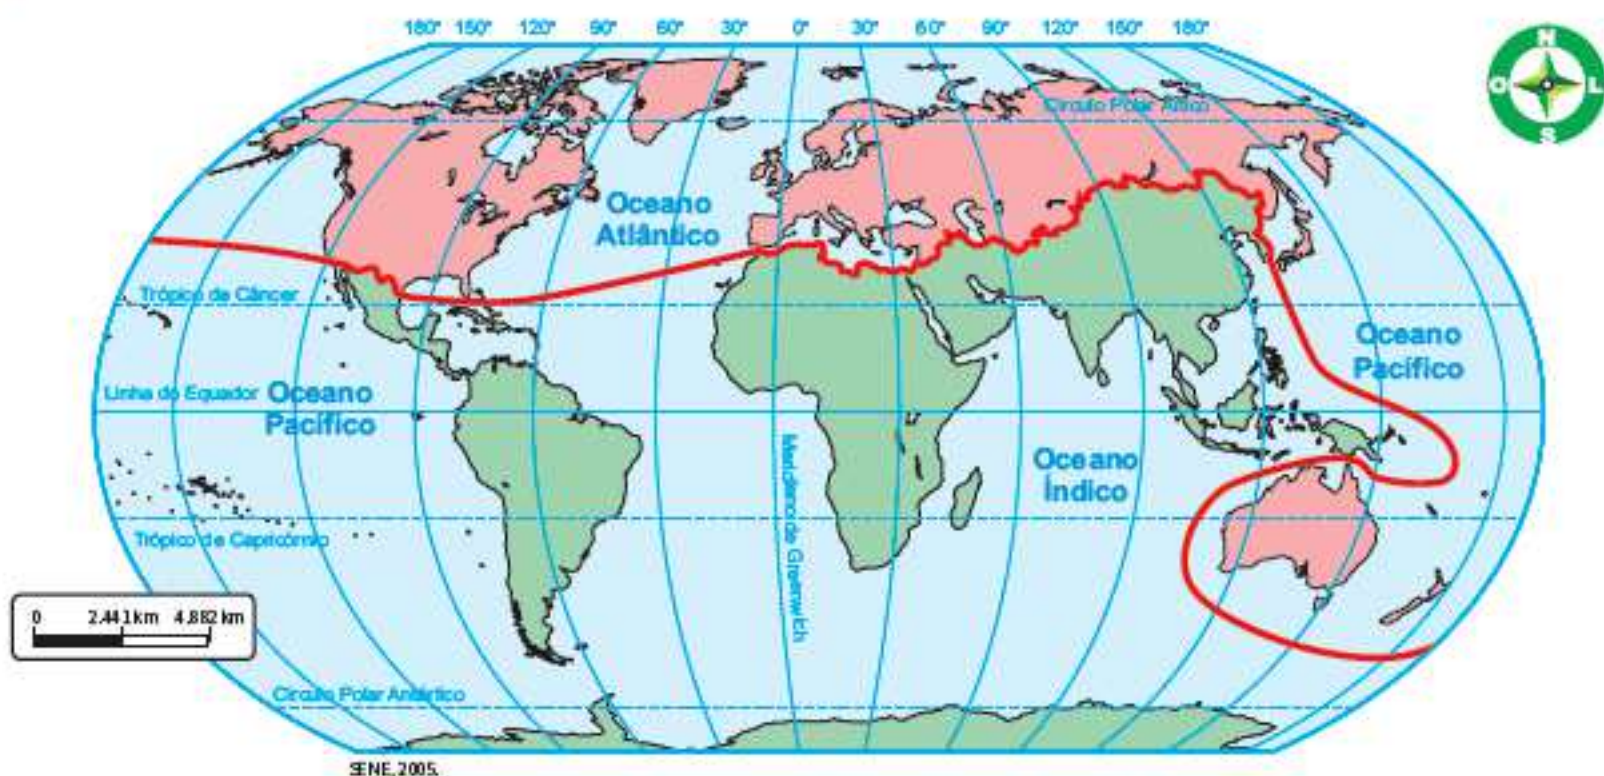 180° 150° 120° 90° 60° 30° 0° 30° 60° 90° 120° 150° 180°
N
O L
S
Círculo Polar Ártico
Oceano
Atlântico
Trópico de Câncer
Oceano
Pacífico
Linha do Equador
Oceano
Pacífico
Meridiano de Greenwich
Oceano
Índico
Trópico de Capricórnio
0 2.441 km 4.882 km
Círculo Polar Antártico
SENE, 2005.